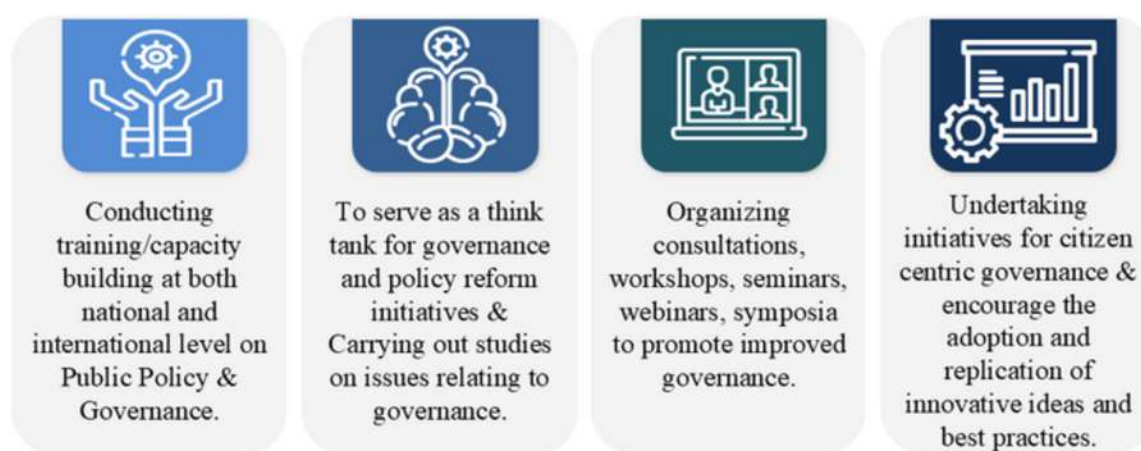 Conducting
training/capacity
building at both
national and
international level on
Public Policy &
Governance.
To serve as a think
tank for governance
and policy reform
initiatives &
Carrying out studies
on issues relating to
governance.
Organizing
consultations,
workshops, seminars,
webinars, symposia
to promote improved
governance.
Undertaking
initiatives for citizen
centric governance &
encourage the
adoption and
replication of
innovative ideas and
best practices.